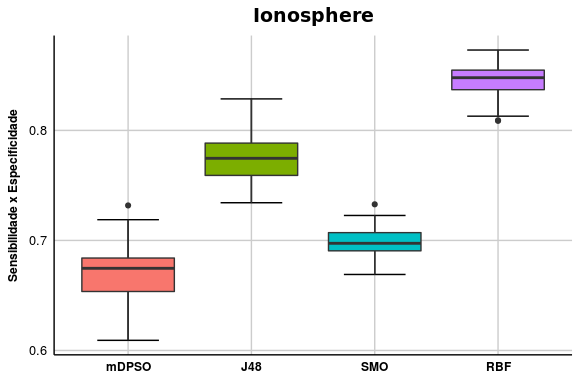 Ionosphere
Sensibilidade x Especificidade
0.8
0.7
0.6
mDPSO J48 SMO RBF